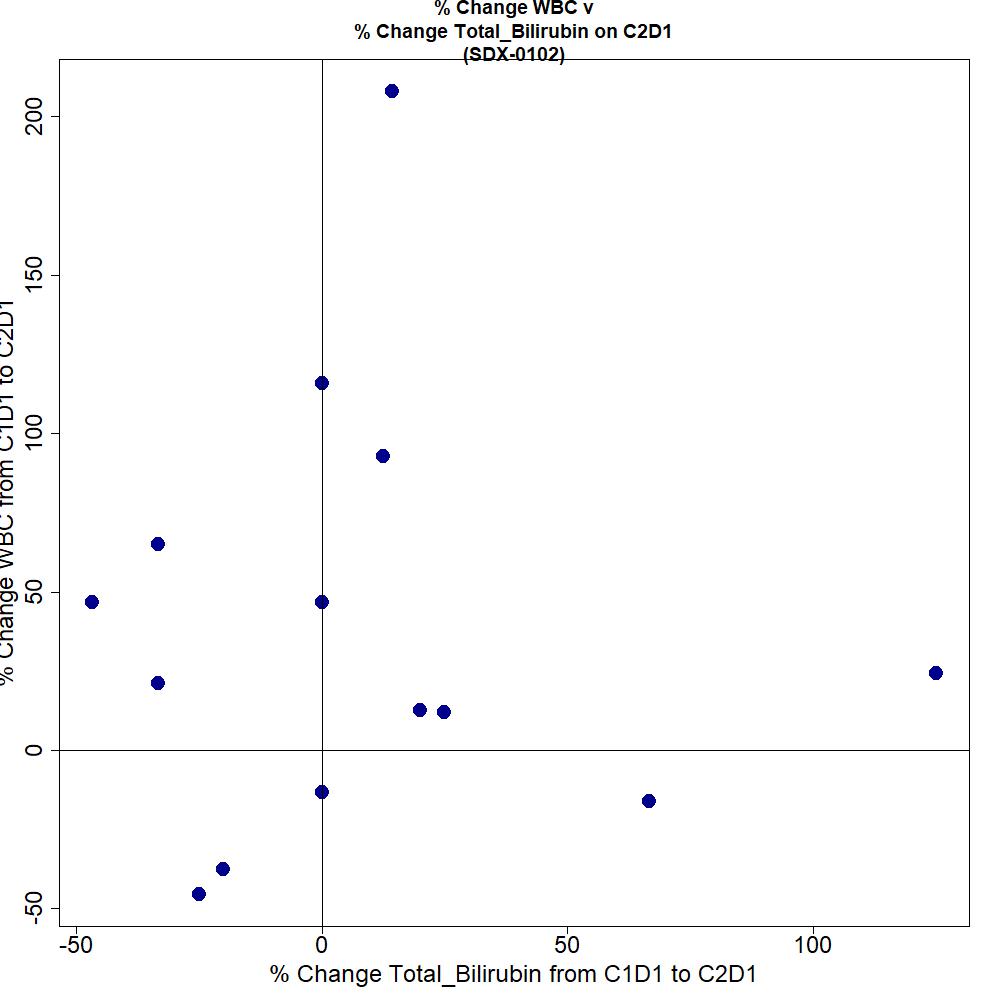 % Change WBC v
% Change Total_Bilirubin on C2D1
(SDX-0102)
% Change WBC from C1D1 to C2D1
200
150
100
50
0
-50
-50 0 50 100
% Change Total_Bilirubin from C1D1 to C2D1